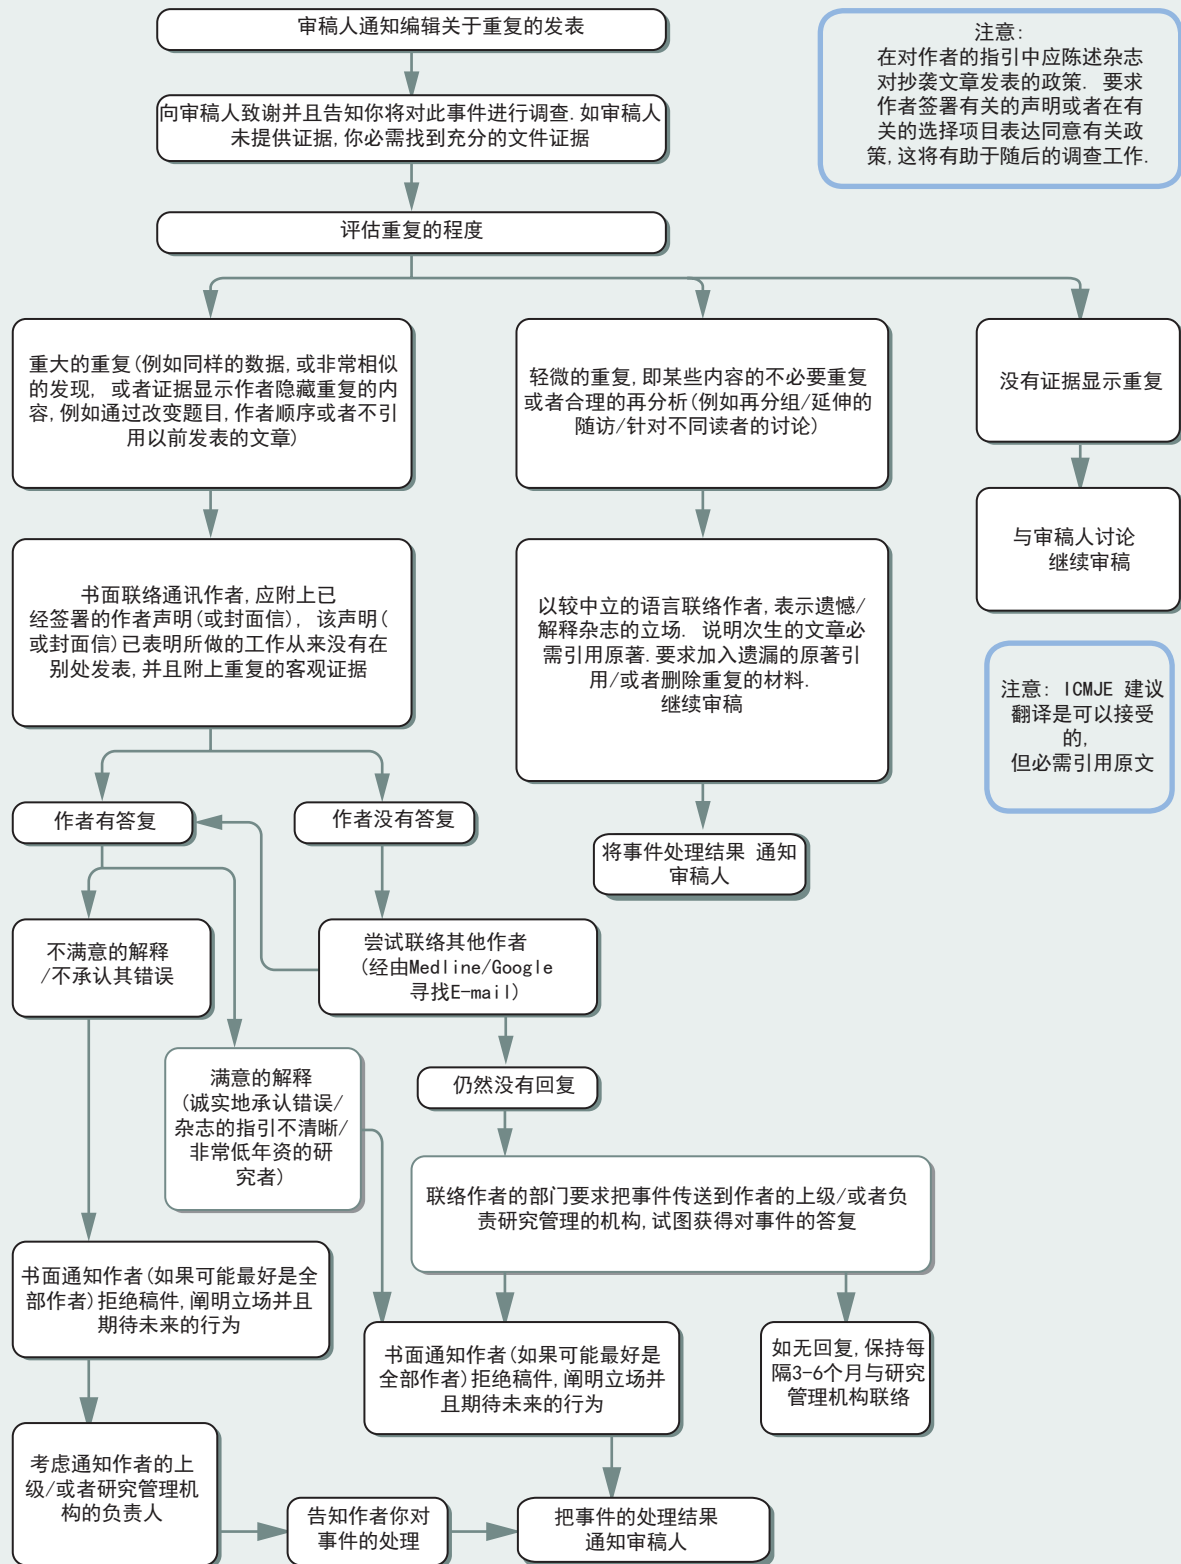 审稿人通知编辑关于重复的发表
注意:
在对作者的指引中应陈述杂志
对抄袭文章发表的政策. 要求
作者签署有关的声明或者在有
关的选择项目表达同意有关政
策,这将有助于随后的调查工作.
向审稿人致谢并且告知你将对此事件进行调查.如审稿人
未提供证据,你必需找到充分的文件证据
评估重复的程度
重大的重复(例如同样的数据,或非常相似
的发现, 或者证据显示作者隐藏重复的内
容,例如通过改变题目,作者顺序或者不引
用以前发表的文章)
轻微的重复,即某些内容的不必要重复
或者合理的再分析(例如再分组/延伸的
随访/针对不同读者的讨论)
没有证据显示重复
与审稿人讨论
继续审稿
书面联络通讯作者,应附上已
经签署的作者声明(或封面信), 该声明(
或封面信)已表明所做的工作从来没有在
别处发表,并且附上重复的客观证据
以较中立的语言联络作者,表示遗憾/
解释杂志的立场. 说明次生的文章必
需引用原著.要求加入遗漏的原著引
用/或者删除重复的材料.
继续审稿
注意: ICMJE 建议
翻译是可以接受
的,
但必需引用原文
作者有答复
作者没有答复
将事件处理结果 通知
审稿人
不满意的解释
/不承认其错误
尝试联络其他作者
(经由Medline/Google
寻找E-mail)
满意的解释
(诚实地承认错误/
杂志的指引不清晰/
非常低年资的研
究者)
仍然没有回复
联络作者的部门要求把事件传送到作者的上级/或者负
责研究管理的机构,试图获得对事件的答复
书面通知作者(如果可能最好是全
部作者)拒绝稿件,阐明立场并且
期待未来的行为
书面通知作者(如果可能最好是
全部作者)拒绝稿件,阐明立场并
且期待未来的行为
如无回复,保持每
隔3-6个月与研究
管理机构联络
考虑通知作者的上
级/或者研究管理机
构的负责人
告知作者你对
事件的处理
把事件的处理结果
通知审稿人